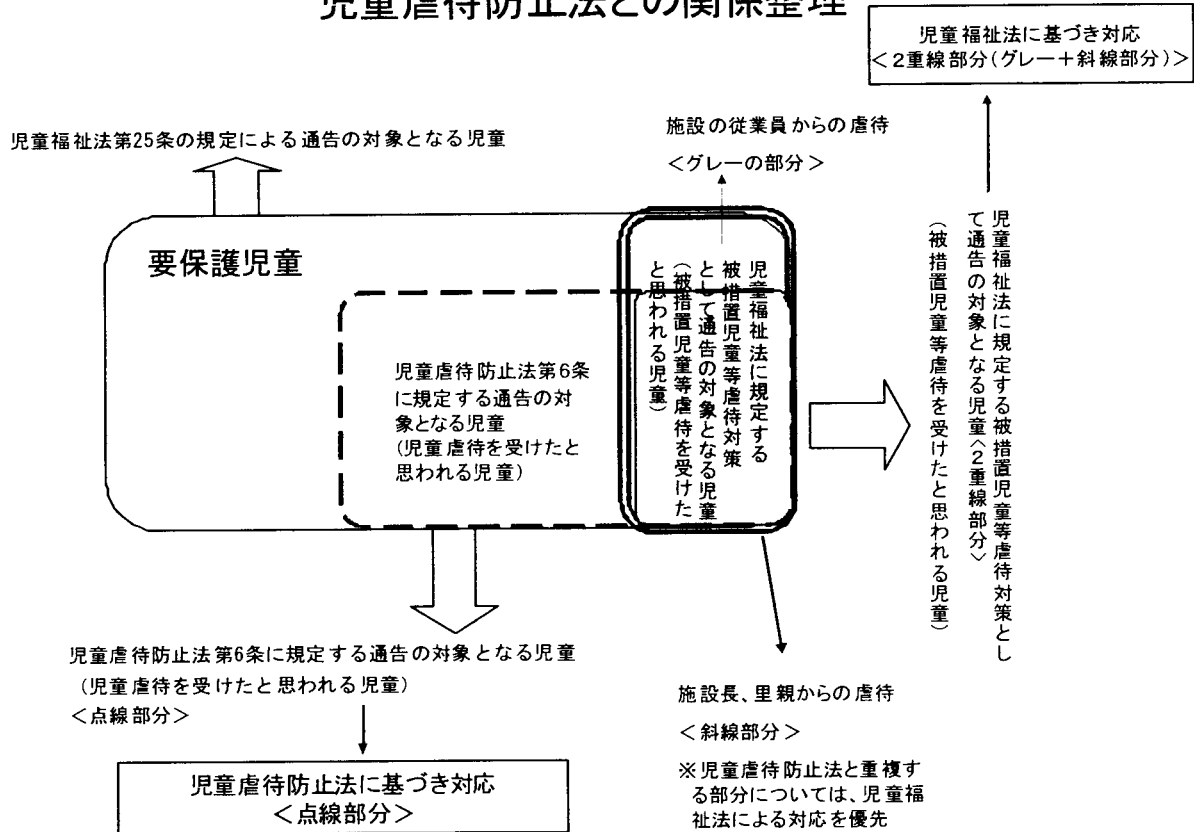 児童虐待防止法との関係整理
児童福祉法に基づき対応
＜2重線部分(グレー＋斜線部分)＞
児童福祉法第25条の規定による通告の対象となる児童
施設の従業員からの虐待
＜グレーの部分＞
要保護児童
児童虐待防止法第6条
に規定する通告の対
象となる児童
(児童虐待を受けたと
思われる児童)
児童福祉法に規定する
被措置児童等虐待対策
として通告の対象となる児童
(被措置児童等虐待を受けた
と思われる児童)
児童福祉法に規定する被措置児童等虐待対策とし
て通告の対象となる児童＜2重線部分＞
(被措置児童等虐待を受けたと思われる児童)
児童虐待防止法第6条に規定する通告の対象となる児童
(児童虐待を受けたと思われる児童)
＜点線部分＞
児童虐待防止法に基づき対応
＜点線部分＞
施設長、里親からの虐待
＜斜線部分＞
※児童虐待防止法と重複す
る部分については、児童福
祉法による対応を優先